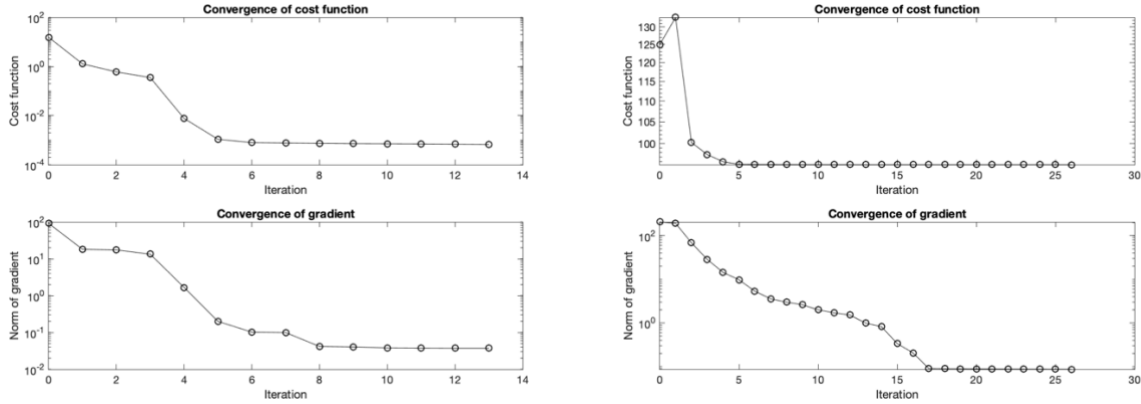 Convergence of cost function
Cost function
10^2
10^0
10^-2
10^-4
0 2 4 6 8 10 12 14
Iteration
Convergence of gradient
Norm of gradient
10^2
10^1
10^0
10^-1
10^-2
0 2 4 6 8 10 12 14
Iteration
Convergence of cost function
Cost function
130
125
120
115
110
105
100
0 5 10 15 20 25 30
Iteration
Convergence of gradient
Norm of gradient
10^2
10^0
0 5 10 15 20 25 30
Iteration